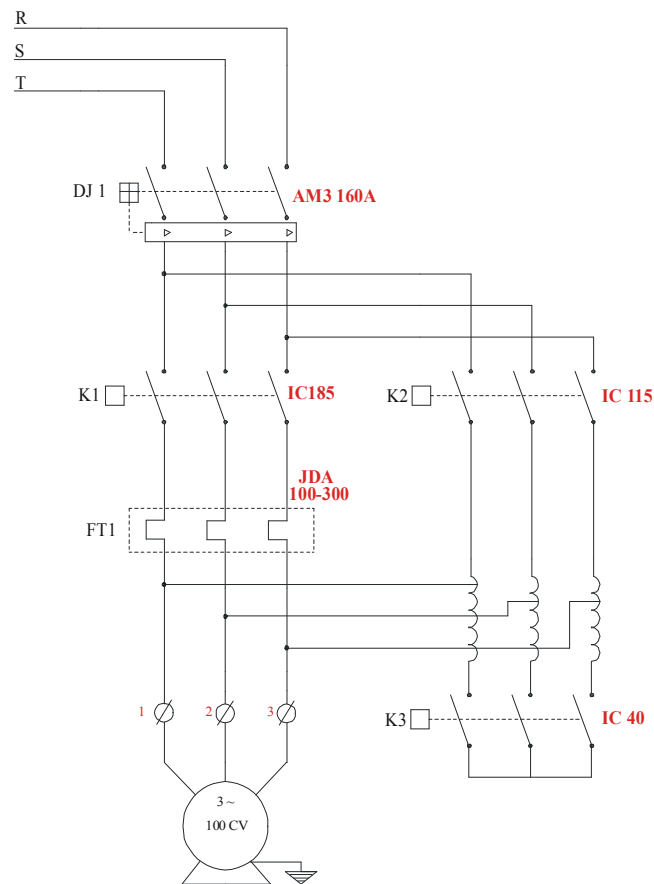 R
S
T
DJ 1
AM3 160A
K1
IC185
K2
IC 115
JDA
100-300
FT1
1
2
3
K3
IC 40
3 ~
100 CV